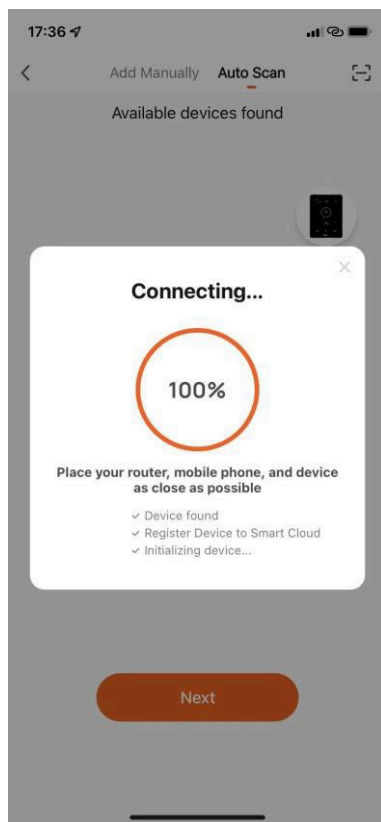 17:36
Add Manually Auto Scan
Available devices found
Connecting...
100%
Place your router, mobile phone, and device
as close as possible
✓ Device found
✓ Register Device to Smart Cloud
✓ Initializing device...
Next